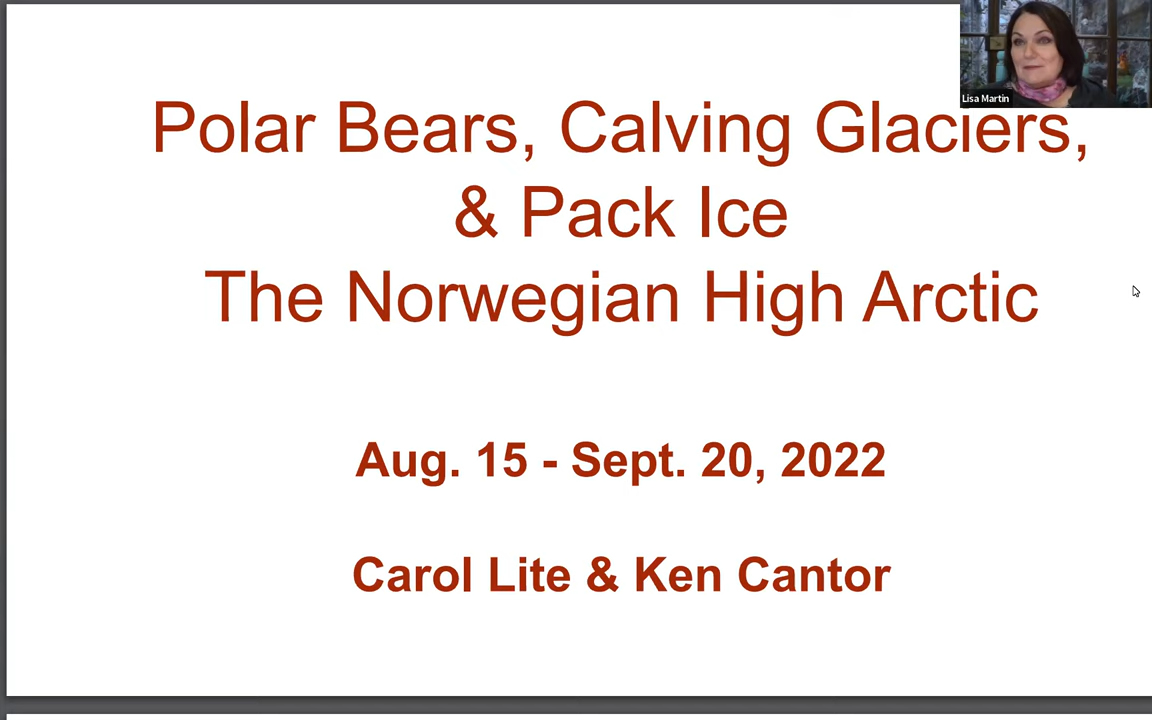 Lisa Martin
Polar Bears, Calving Glaciers,
& Pack Ice
The Norwegian High Arctic
Aug. 15 - Sept. 20, 2022
Carol Lite & Ken Cantor